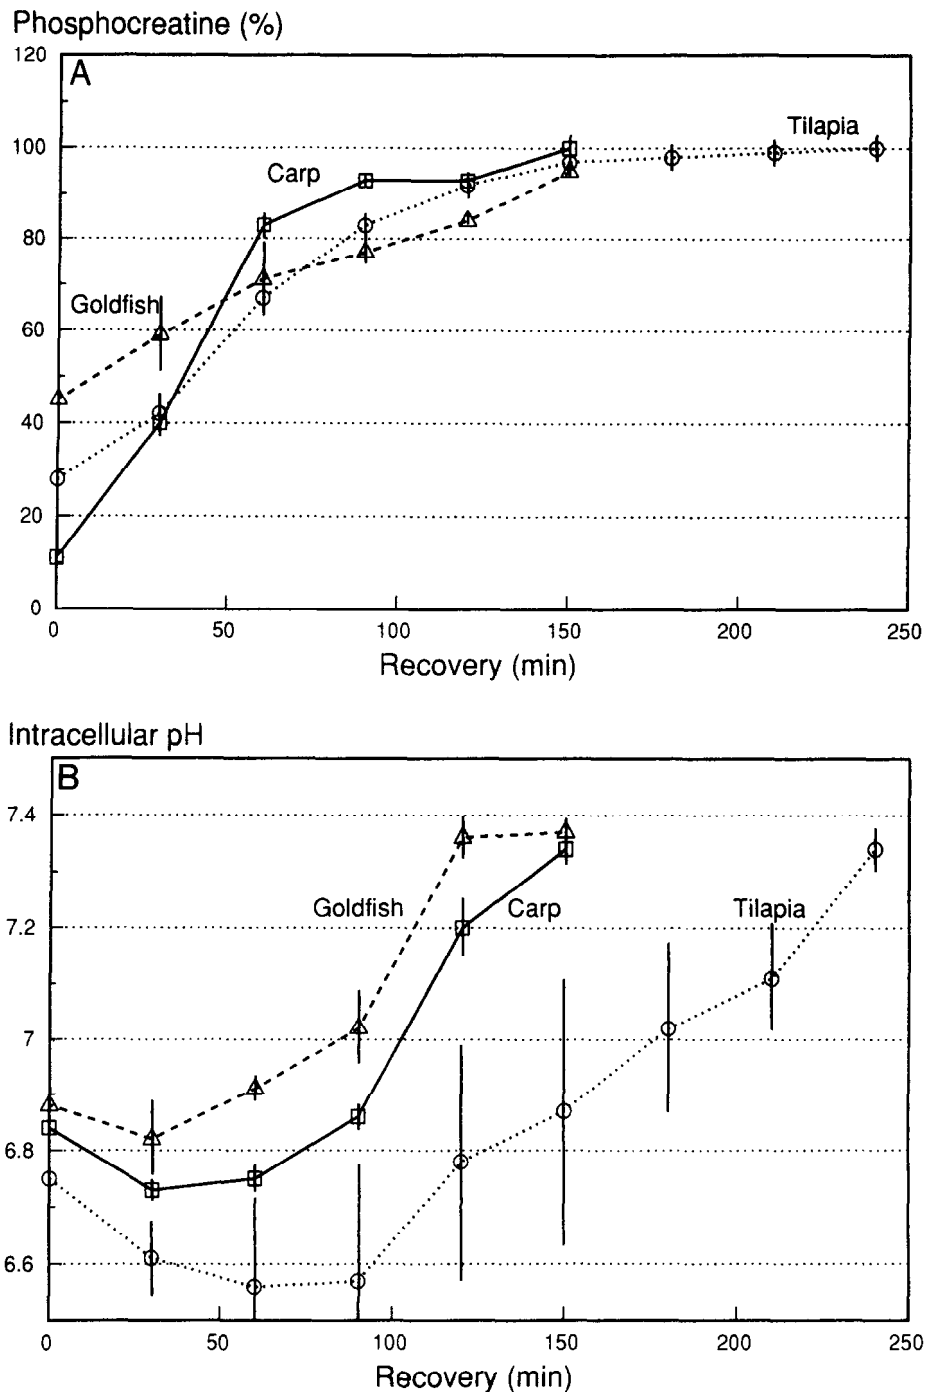 Phosphocreatine (%)
120
A
100
Tilapia
Carp
80
Goldfish
60
40
20
0
0 50 100 150 200 250
Recovery (min)
Intracellular pH
B
7.4
Goldfish Carp Tilapia
7.2
7
6.8
6.6
0 50 100 150 200 250
Recovery (min)